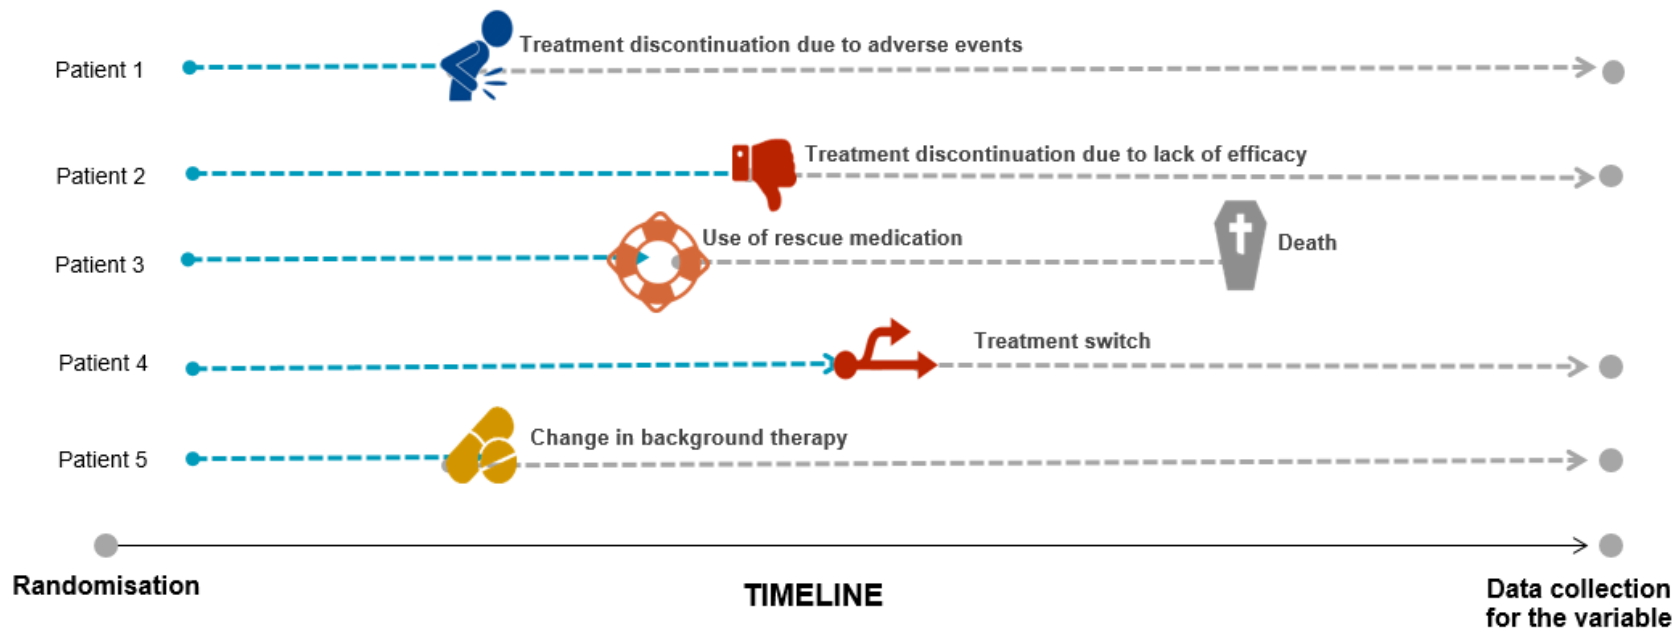 Patient 1
Treatment discontinuation due to adverse events
Patient 2
Treatment discontinuation due to lack of efficacy
Patient 3
Use of rescue medication
Death
Patient 4
Treatment switch
Patient 5
Change in background therapy
Randomisation
TIMELINE
Data collection
for the variable